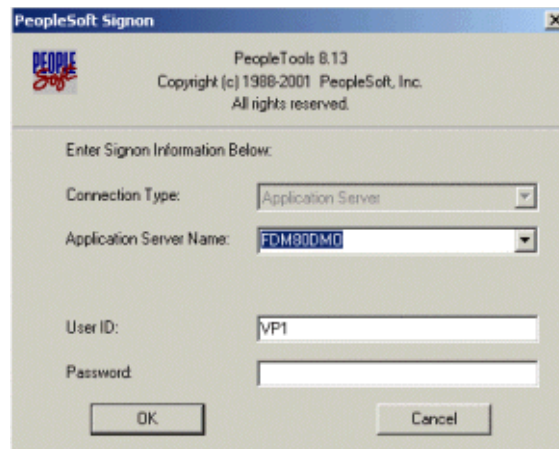 PeopleSoft Signon
PEOPLE
Soft
PeopleTools 8.13
Copyright (c) 1988-2001 PeopleSoft, Inc.
All rights reserved.
Enter Signon Information Below:
Connection Type: Application Server
Application Server Name: FDM80DMO
User ID: VP1
Password:
OK Cancel